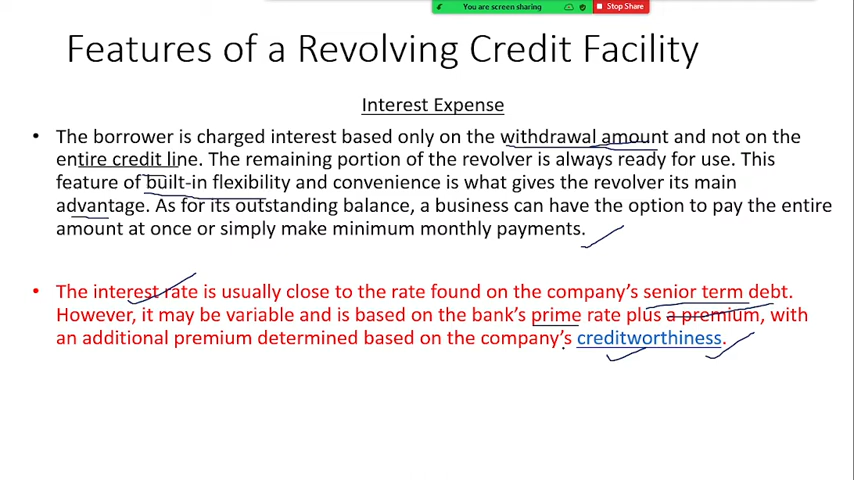 You are screen sharing
Stop Share
Features of a Revolving Credit Facility
Interest Expense
• The borrower is charged interest based only on the withdrawal amount and not on the
entire credit line. The remaining portion of the revolver is always ready for use. This
feature of built-in flexibility and convenience is what gives the revolver its main
advantage. As for its outstanding balance, a business can have the option to pay the entire
amount at once or simply make minimum monthly payments.
• The interest rate is usually close to the rate found on the company's senior term debt.
However, it may be variable and is based on the bank's prime rate plus a premium, with
an additional premium determined based on the company's creditworthiness.